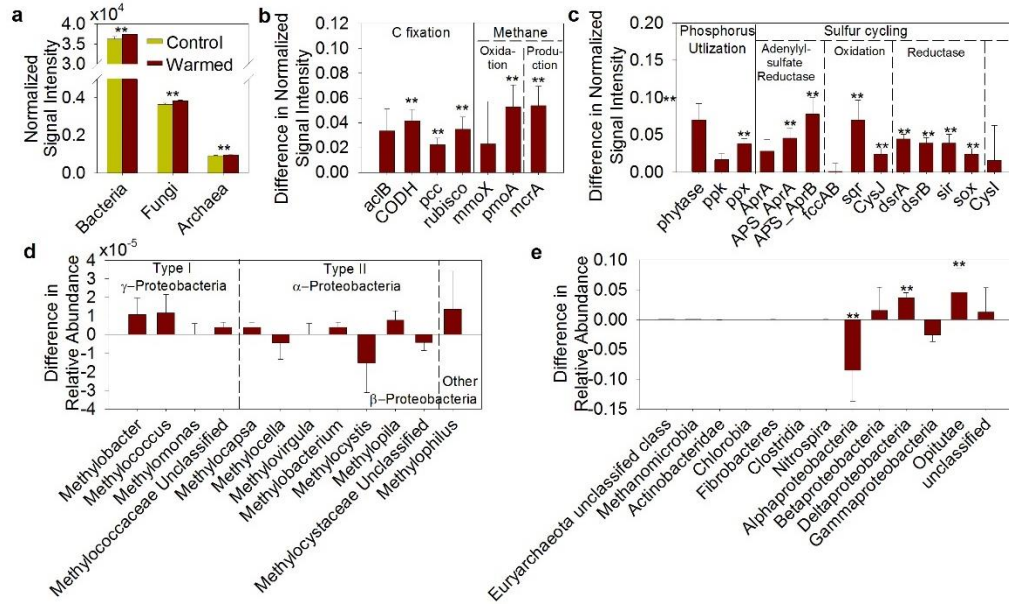 a
4.0
×10⁴
3.5
3.0
0.4
0.2
0.0
Normalized
Signal Intensity
**
**
**
Control
Warmed
Bacteria
Fungi
Archaea
b
0.12
0.10
0.08
0.06
0.04
0.02
0.00
Difference in Normalized
Signal Intensity
C fixation
Methane
Oxida-
tion
Produ-
ction
**
**
**
**
**
aclB
CODH
pcc
rubisco
mmoX
pmoA
mcrA
c
0.20
0.15
0.10
0.05
0.00
Difference in Normalized
Signal Intensity
Phosphorus
Utlization
Sulfur cycling
Adenylyl-
sulfate
Reductase
Oxidation
Reductase
**
**
**
**
**
**
**
**
**
**
phytase
ppk
ppx
AprA
APS_AprA
APS_AprB
fccAB
sqr
CysJ
dsrA
dsrB
sir
sox
CysI
d
×10⁻⁵
4
3
2
1
0
-1
-2
-3
-4
Difference in
Relative Abundance
Type I
γ–Proteobacteria
Type II
α–Proteobacteria
Other
β–Proteobacteria
Methylobacter
Methylococcus
Methylomonas
Methylococcaceae Unclassified
Methylocapsa
Methylocella
Methylovirgula
Methylobacterium
Methylocystis
Methylopila
Methylocystaceae Unclassified
Methylophilus
e
0.10
0.05
0.00
-0.05
-0.10
-0.15
Difference in
Relative Abundance
**
**
**
Euryarchaeota unclassifed class
Methanomicrobia
Actinobacteridae
Chlorobia
Fibrobacteres
Clostridia
Nitrospira
Alphaproteobacteria
Betaproteobacteria
Deltaproteobacteria
Gammaproteobacteria
Opitutae
unclassified